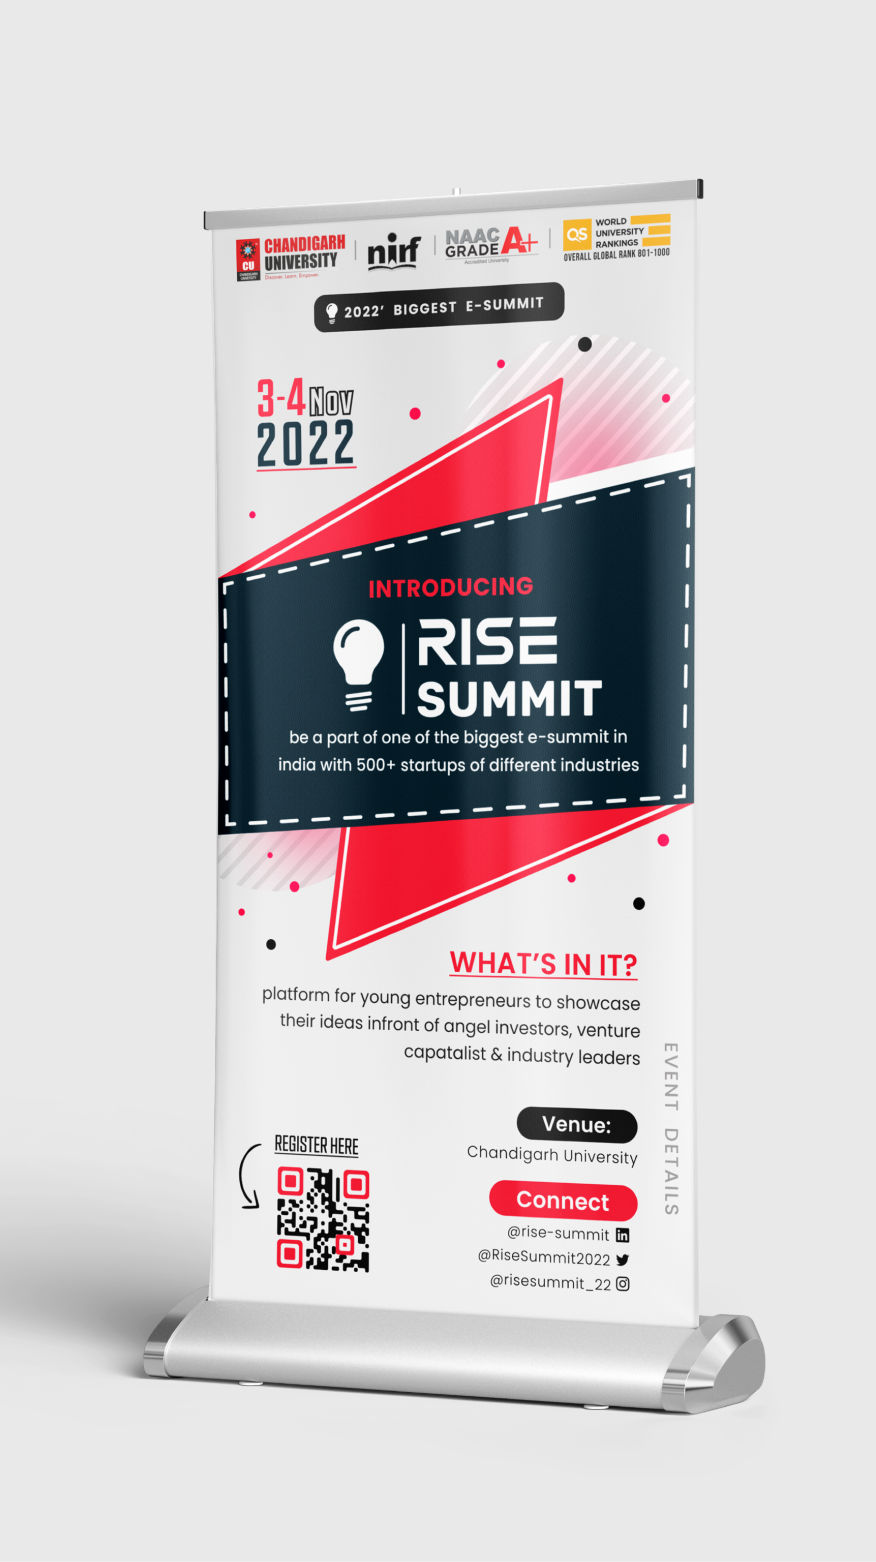 CHANDIGARH
UNIVERSITY
Discover. Learn. Empower.
CU
CHANDIGARH
UNIVERSITY
nirf
NAAC
GRADE A+
Accredited University
QS
WORLD
UNIVERSITY
RANKINGS
OVERALL GLOBAL RANK 801-1000
2022’ BIGGEST E-SUMMIT
3-4 Nov
2022
INTRODUCING
RISE
SUMMIT
be a part of one of the biggest e-summit in
india with 500+ startups of different industries
WHAT’S IN IT?
platform for young entrepreneurs to showcase
their ideas infront of angel investors, venture
capatalist & industry leaders
EVENT DETAILS
Venue:
Chandigarh University
Connect
@rise-summit
@RiseSummit2022
@risesummit_22
REGISTER HERE